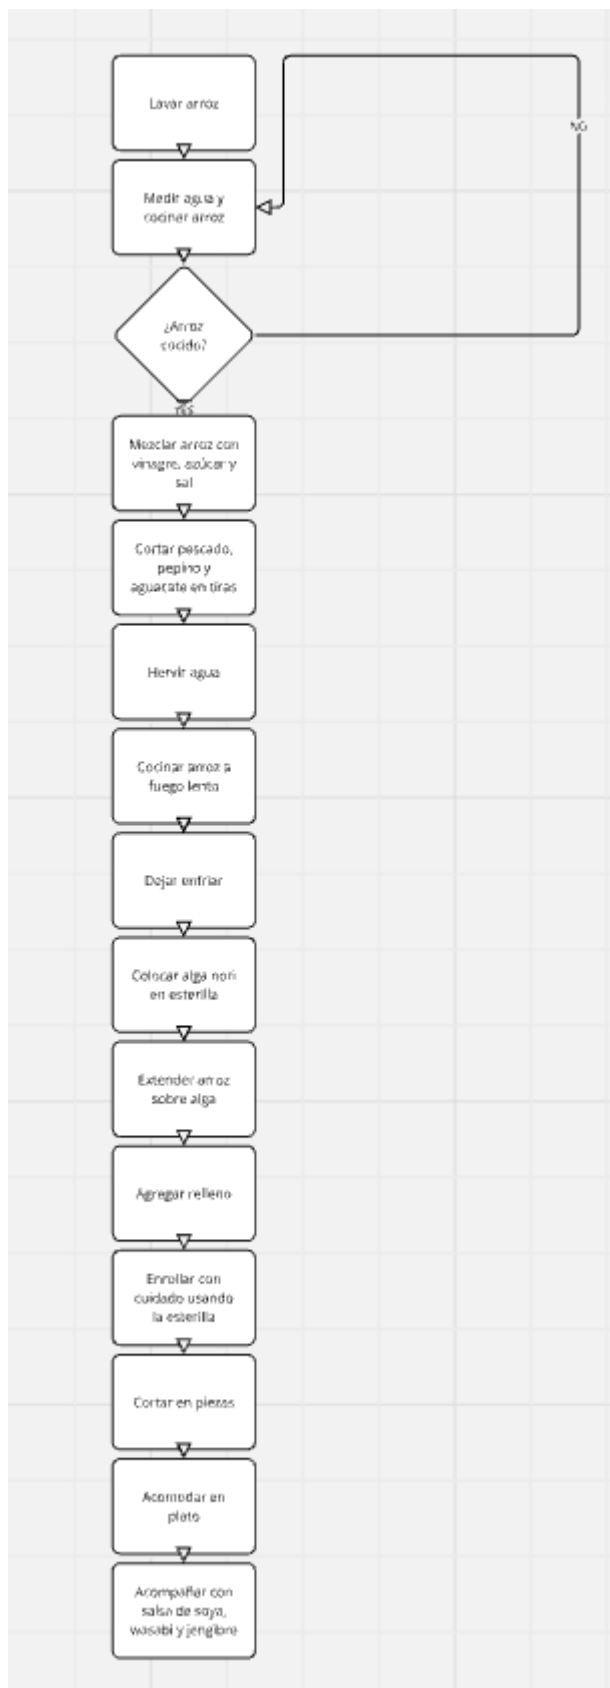 Lavar arroz
NO
Medir agua y
cocinar arroz
¿Arroz
cocido?
YES
Mezclar arroz con
vinagre, azúcar y
sal
Cortar pescado,
pepino y
aguacate en tiras
Hervir agua
Cocinar arroz a
fuego lento
Dejar enfriar
Colocar alga nori
en esterilla
Extender arroz
sobre alga
Agregar relleno
Enrollar con
cuidado usando
la esterilla
Cortar en piezas
Acomodar en
plato
Acompañar con
salsa de soya,
wasabi y jengibre